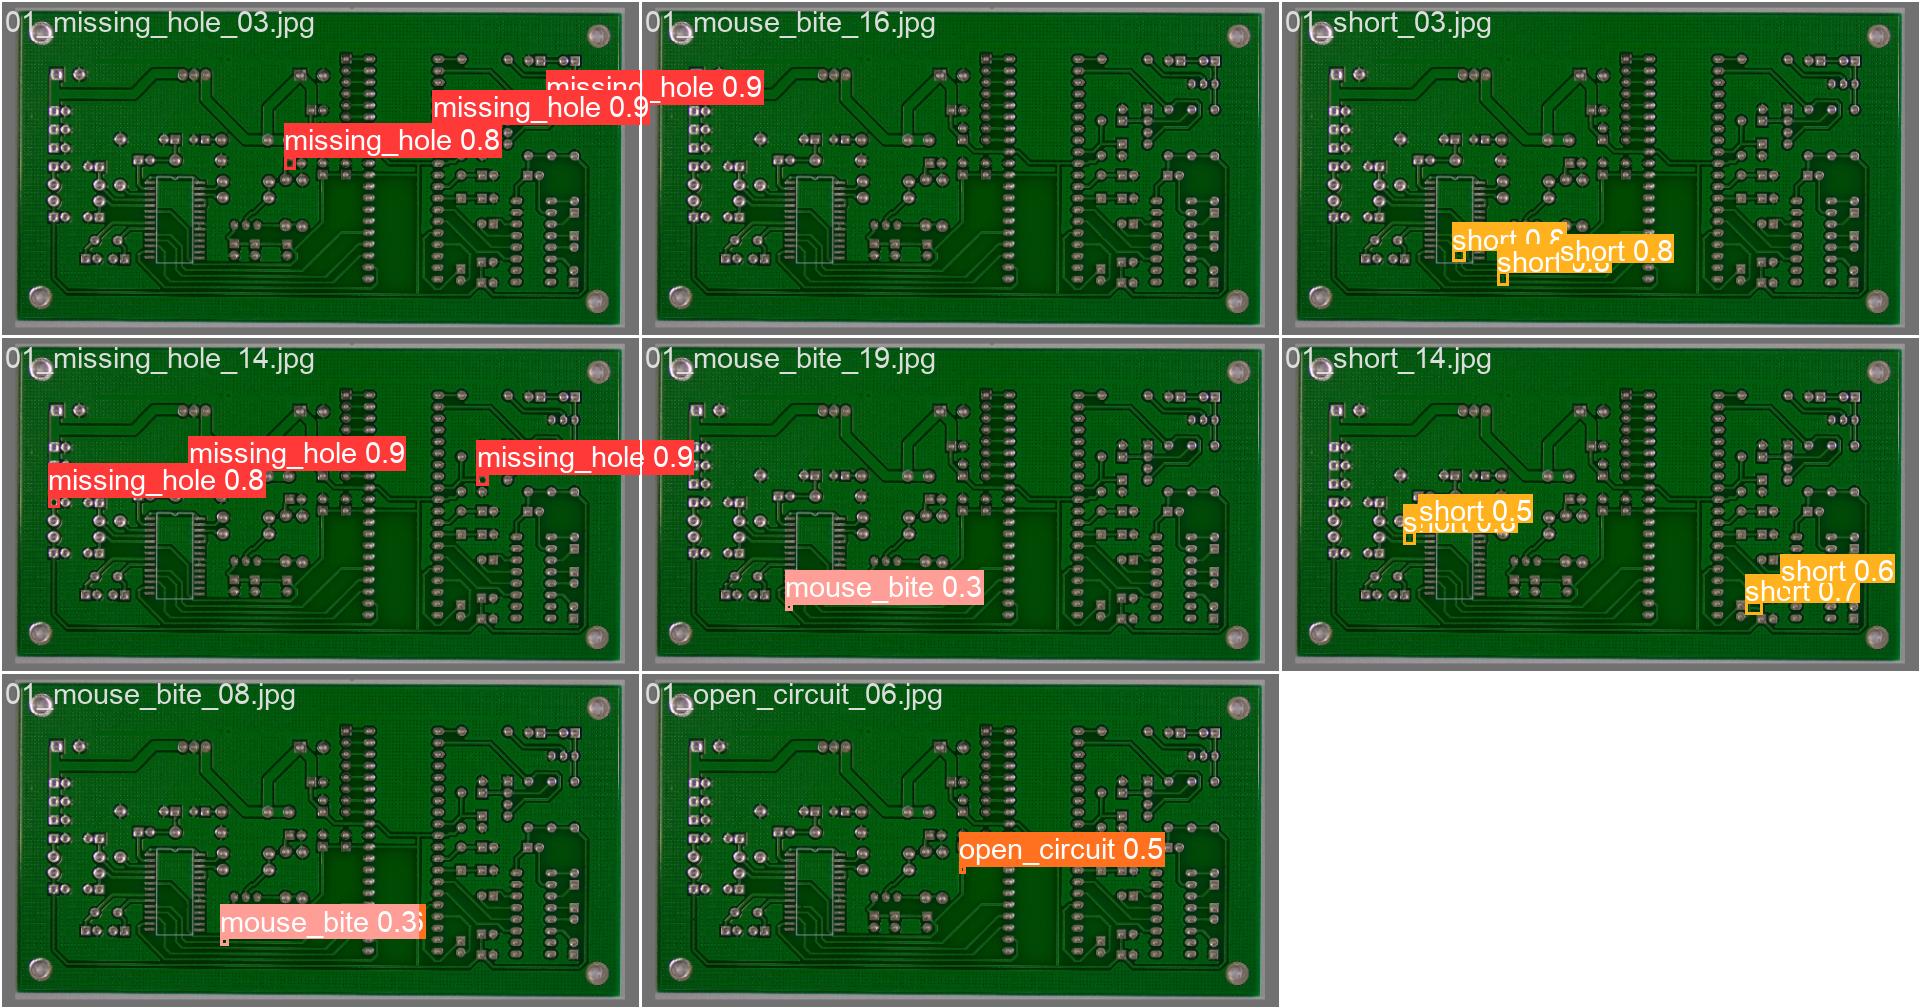 01_missing_hole_03.jpg
missing_hole 0.9
missing_hole 0.9
missing_hole 0.8
01_mouse_bite_16.jpg
01_short_03.jpg
short 0.8
short 0.8
short 0.8
01_missing_hole_14.jpg
missing_hole 0.9
missing_hole 0.8
missing_hole 0.9
01_mouse_bite_19.jpg
mouse_bite 0.3
01_short_14.jpg
short 0.5
short 0.8
short 0.6
short 0.7
01_mouse_bite_08.jpg
mouse_bite 0.3
01_open_circuit_06.jpg
open_circuit 0.5